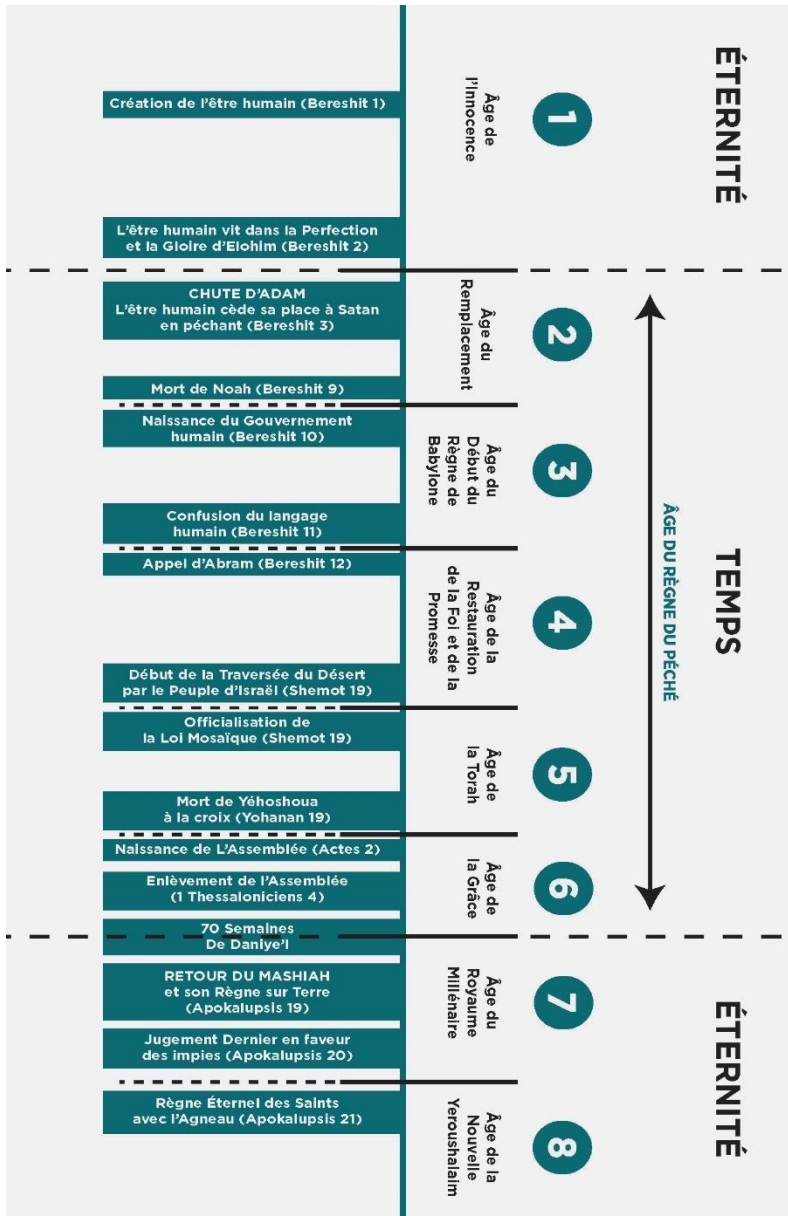 ÉTERNITÉ
1
Âge de
l'Innocence
Création de l'être humain (Bereshit 1)
L'être humain vit dans la Perfection
et la Gloire d'Elohim (Bereshit 2)
TEMPS
ÂGE DU RÈGNE DU PÉCHÉ
2
Âge du
Remplacement
CHUTE D'ADAM
L'être humain cède sa place à Satan
en péchant (Bereshit 3)
Mort de Noah (Bereshit 9)
3
Âge du
Début du
Règne de
Babylone
Naissance du Gouvernement
humain (Bereshit 10)
Confusion du langage
humain (Bereshit 11)
4
Âge de la
Restauration
de la Foi et de la
Promesse
Appel d'Abram (Bereshit 12)
Début de la Traversée du Désert
par le Peuple d'Israël (Shemot 19)
5
Âge de
la Torah
Officialisation de
la Loi Mosaïque (Shemot 19)
Mort de Yéhoshoua
à la croix (Yohanan 19)
6
Âge de
la Grâce
Naissance de L'Assemblée (Actes 2)
Enlèvement de l'Assemblée
(1 Thessaloniciens 4)
70 Semaines
De Daniye'l
ÉTERNITÉ
7
Âge du
Royaume
Millénaire
RETOUR DU MASHIAH
et son Règne sur Terre
(Apokalupsis 19)
Jugement Dernier en faveur
des impies (Apokalupsis 20)
8
Âge de la
Nouvelle
Yeroushalaim
Règne Éternel des Saints
avec l'Agneau (Apokalupsis 21)